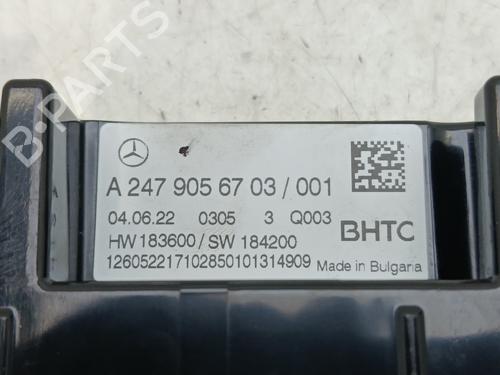 B-PARTS
A 247 905 67 03 / 001
04.06.22 0305 3 Q003
HW 183600 / SW 184200
BHTC
126052217102850101314909 Made in Bulgaria